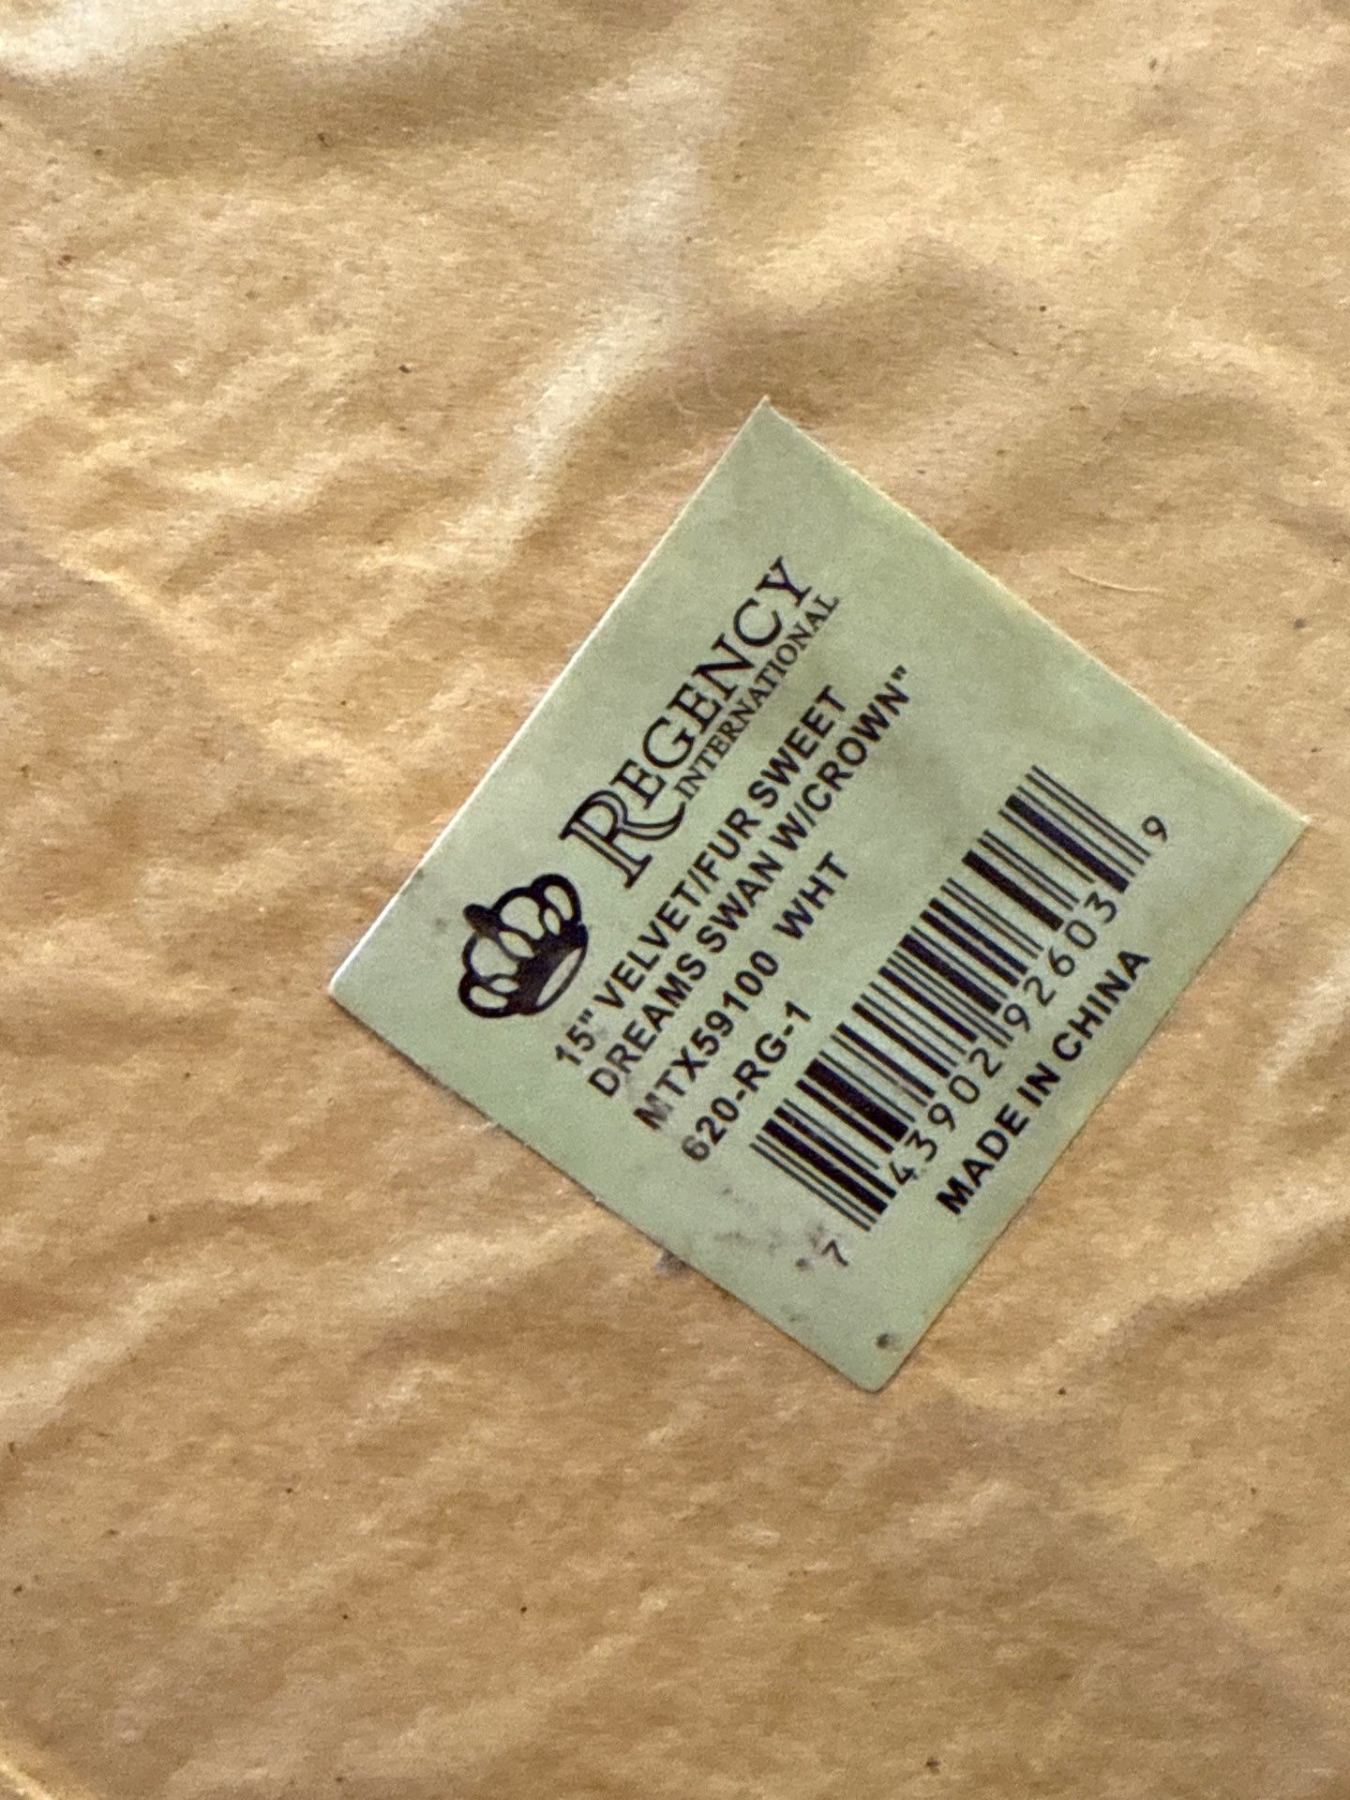 REGENCY
INTERNATIONAL
15" VELVET/FUR SWEET
DREAMS SWAN W/CROWN"
MTX59100 WHT
620-RG-1
7 43902 92603 9
MADE IN CHINA